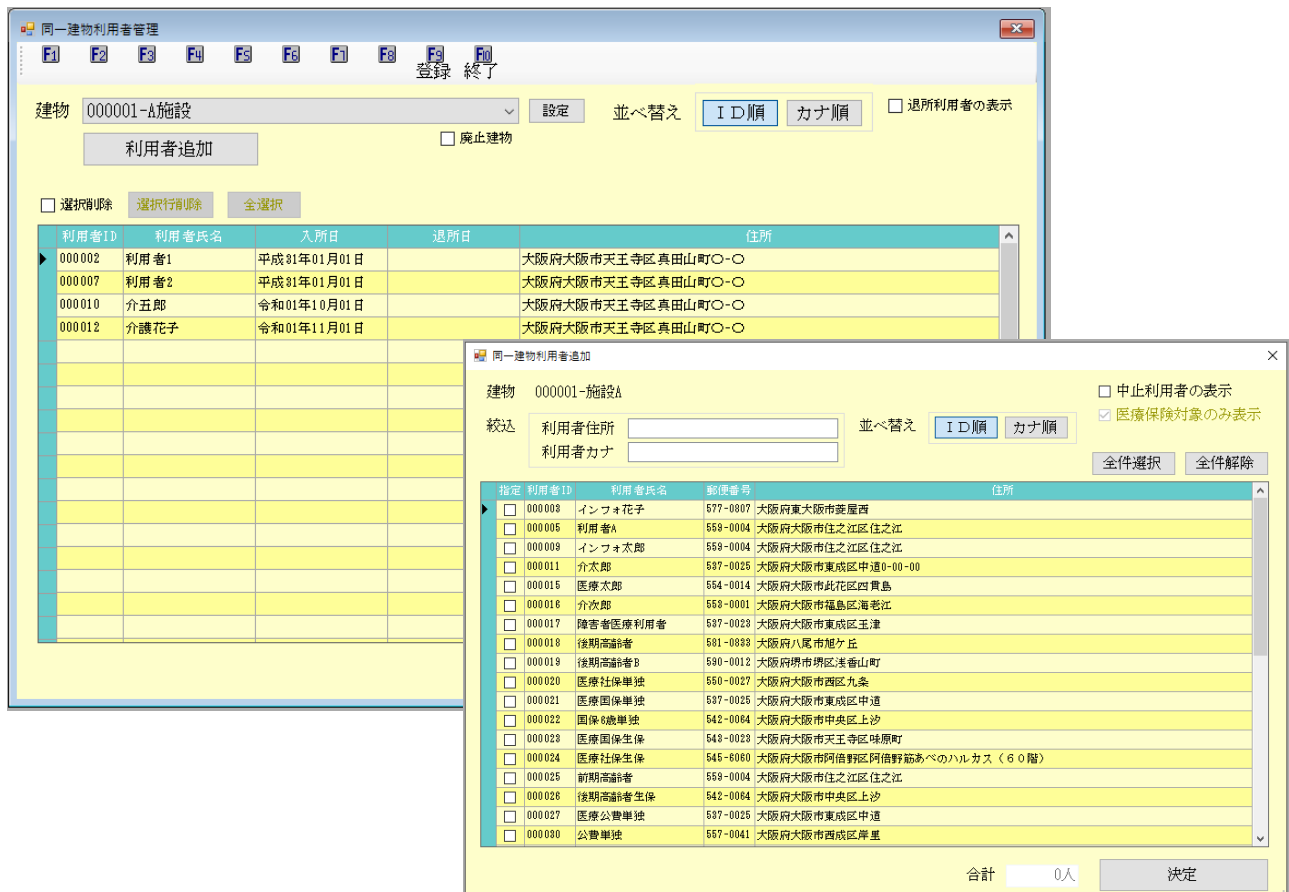 同一建物利用者管理
F1 F2 F3 F4 F5 F6 F7 F8 F9 F10
登録 終了
建物 000001-A施設 設定 並べ替え ID順 カナ順 退所利用者の表示
廃止建物
利用者追加
選択削除 選択行削除 全選択
利用者ID 利用者氏名 入所日 退所日 住所
000002 利用者1 平成31年01月01日 大阪府大阪市天王寺区真田山町〇-〇
000007 利用者2 平成31年01月01日 大阪府大阪市天王寺区真田山町〇-〇
000010 介五郎 令和01年10月01日 大阪府大阪市天王寺区真田山町〇-〇
000012 介護花子 令和01年11月01日 大阪府大阪市天王寺区真田山町〇-〇
同一建物利用者追加
建物 000001-施設A 中止利用者の表示
医療保険対象のみ表示
絞込 利用者住所 並べ替え ID順 カナ順
利用者カナ
全件選択 全件解除
指定 利用者ID 利用者氏名 郵便番号 住所
000003 インフォ花子 577-0807 大阪府東大阪市菱屋西
000005 利用者A 559-0004 大阪府大阪市住之江区住之江
000009 インフォ太郎 559-0004 大阪府大阪市住之江区住之江
000011 介太郎 537-0025 大阪府大阪市東成区中道0-00-00
000015 医療太郎 554-0014 大阪府大阪市此花区四貫島
000016 介次郎 553-0001 大阪府大阪市福島区海老江
000017 障害者医療利用者 537-0023 大阪府大阪市東成区玉津
000018 後期高齢者 581-0833 大阪府八尾市旭ケ丘
000019 後期高齢者B 590-0012 大阪府堺市堺区浅香山町
000020 医療社保単独 550-0027 大阪府大阪市西区九条
000021 医療国保単独 537-0025 大阪府大阪市東成区中道
000022 国保6歳単独 542-0064 大阪府大阪市中央区上汐
000023 医療国保生保 543-0023 大阪府大阪市天王寺区味原町
000024 医療社保生保 545-6060 大阪府大阪市阿倍野区阿倍野筋あべのハルカス(60階)
000025 前期高齢者 559-0004 大阪府大阪市住之江区住之江
000026 後期高齢者生保 542-0064 大阪府大阪市中央区上汐
000027 医療公費単独 537-0025 大阪府大阪市東成区中道
000030 公費単独 557-0041 大阪府大阪市西成区岸里
合計 0人 決定